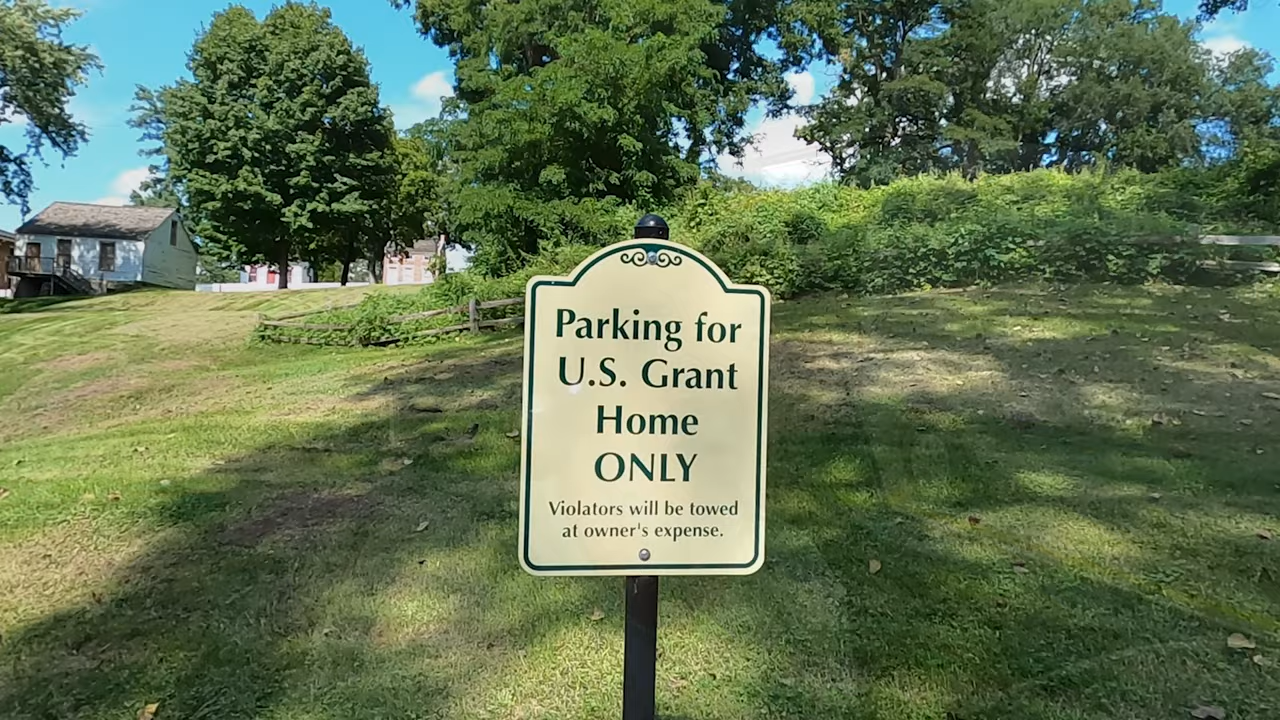 Parking for
U.S. Grant
Home
ONLY
Violators will be towed
at owner's expense.